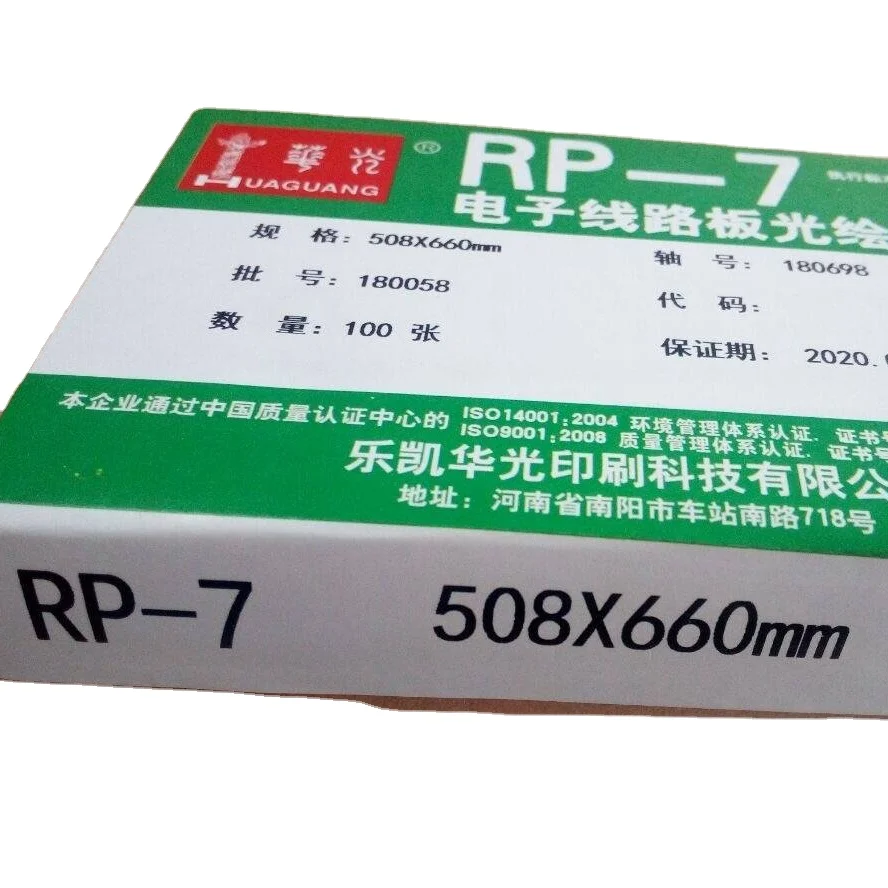 華光
HUAGUANG
®
RP—7
执行标
电子线路板光绘
规 格: 508X660mm
轴 号: 180698
批 号: 180058
代 码:
数 量: 100 张
保证期: 2020.
本企业通过中国质量认证中心的
ISO14001:2004 环境管理体系认证. 证书
ISO9001:2008 质量管理体系认证. 证书号
乐凯华光印刷科技有限公
地址: 河南省南阳市车站南路718号
RP-7 508X660mm